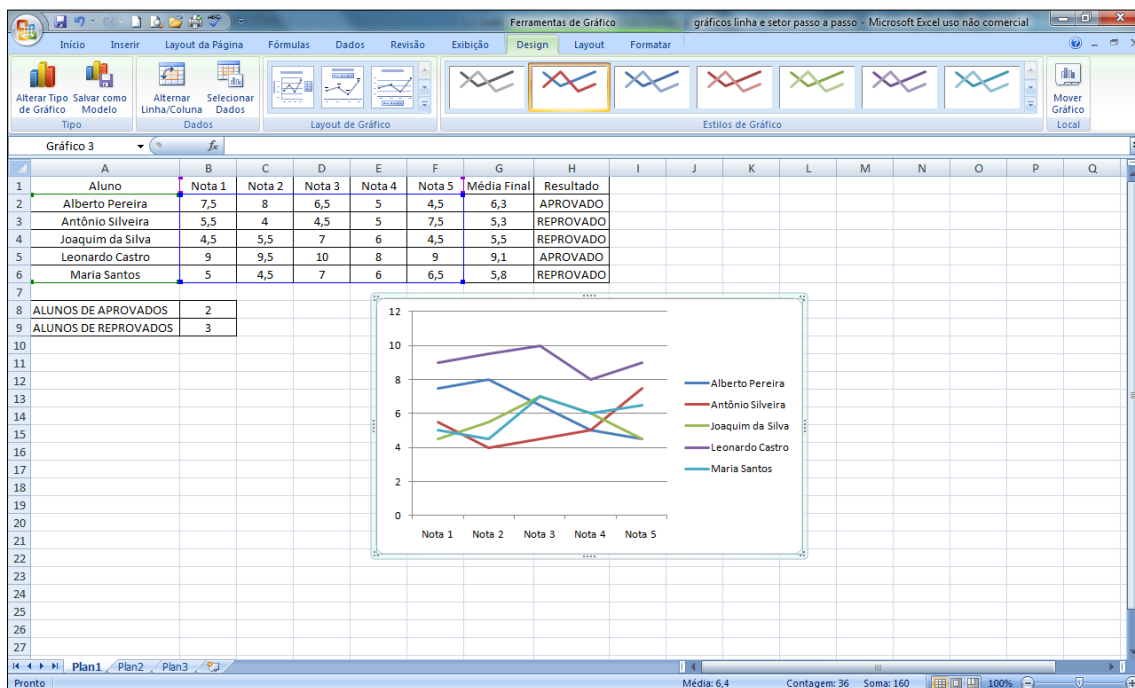 Ferramentas de Gráfico gráficos linha e setor passo a passo - Microsoft Excel uso não comercial
Início Inserir Layout da Página Fórmulas Dados Revisão Exibição Design Layout Formatar
Alterar Tipo de Gráfico
Salvar como Modelo
Alternar Linha/Coluna
Selecionar Dados
Mover Gráfico
Tipo Dados Layout de Gráfico Estilos de Gráfico Local
Gráfico 3 fx
A B C D E F G H I J K L M N O P Q
1 Aluno Nota 1 Nota 2 Nota 3 Nota 4 Nota 5 Média Final Resultado
2 Alberto Pereira 7,5 8 6,5 5 4,5 6,3 APROVADO
3 Antônio Silveira 5,5 4 4,5 5 7,5 5,3 REPROVADO
4 Joaquim da Silva 4,5 5,5 7 6 4,5 5,5 REPROVADO
5 Leonardo Castro 9 9,5 10 8 9 9,1 APROVADO
6 Maria Santos 5 4,5 7 6 6,5 5,8 REPROVADO
7
8 ALUNOS DE APROVADOS 2
9 ALUNOS DE REPROVADOS 3
10
11
12
13
14
15
16
17
18
19
20
21
22
23
24
25
26
27
12
10
8
6
4
2
0
Nota 1 Nota 2 Nota 3 Nota 4 Nota 5
Alberto Pereira
Antônio Silveira
Joaquim da Silva
Leonardo Castro
Maria Santos
Plan1 Plan2 Plan3
Pronto Média: 6,4 Contagem: 36 Soma: 160 100%